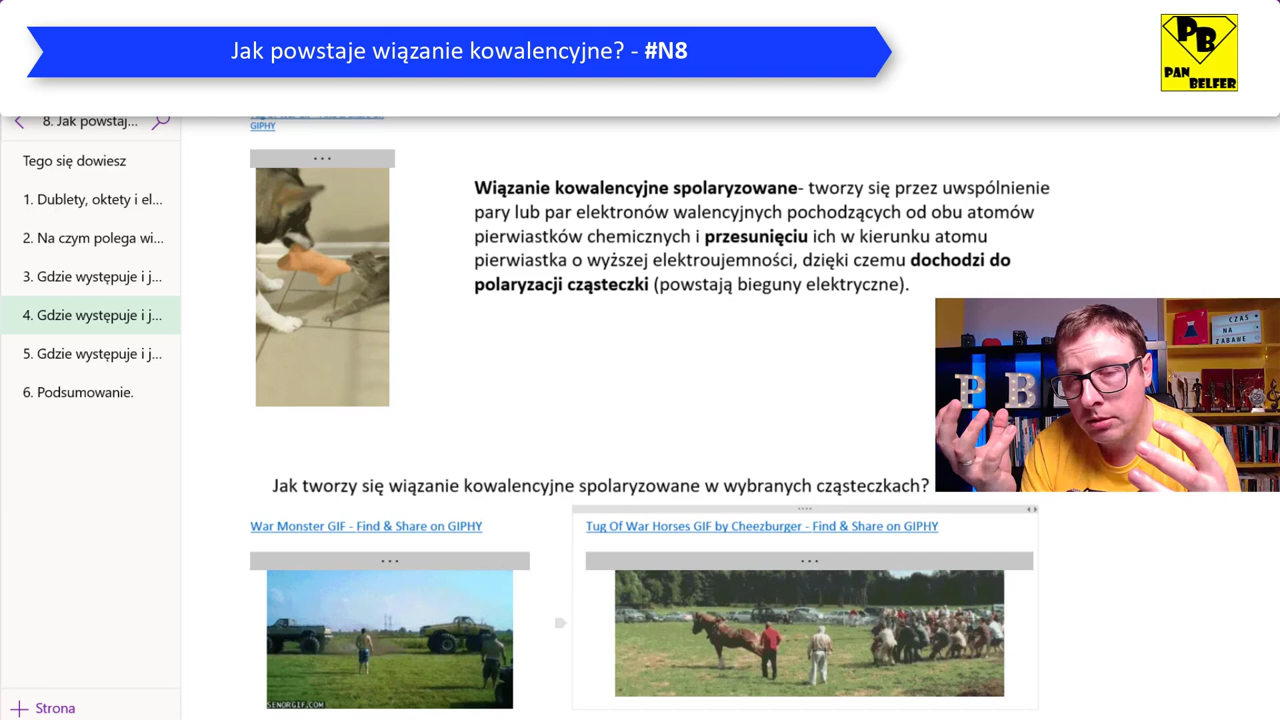 Jak powstaje wiązanie kowalencyjne? - #N8
PB
PAN
BELFER
8. Jak powstaj...
GIPHY
Tego się dowiesz
1. Dublety, oktety i el...
2. Na czym polega wi...
3. Gdzie występuje i j...
4. Gdzie występuje i j...
5. Gdzie występuje i j...
6. Podsumowanie.
Wiązanie kowalencyjne spolaryzowane- tworzy się przez uwspólnienie
pary lub par elektronów walencyjnych pochodzących od obu atomów
pierwiastków chemicznych i przesunięciu ich w kierunku atomu
pierwiastka o wyższej elektroujemności, dzięki czemu dochodzi do
polaryzacji cząsteczki (powstają bieguny elektryczne).
CZAS
NA
ZABAWE
P B
Jak tworzy się wiązanie kowalencyjne spolaryzowane w wybranych cząsteczkach?
War Monster GIF - Find & Share on GIPHY
Tug Of War Horses GIF by Cheezburger - Find & Share on GIPHY
SENORGIF.COM
Strona